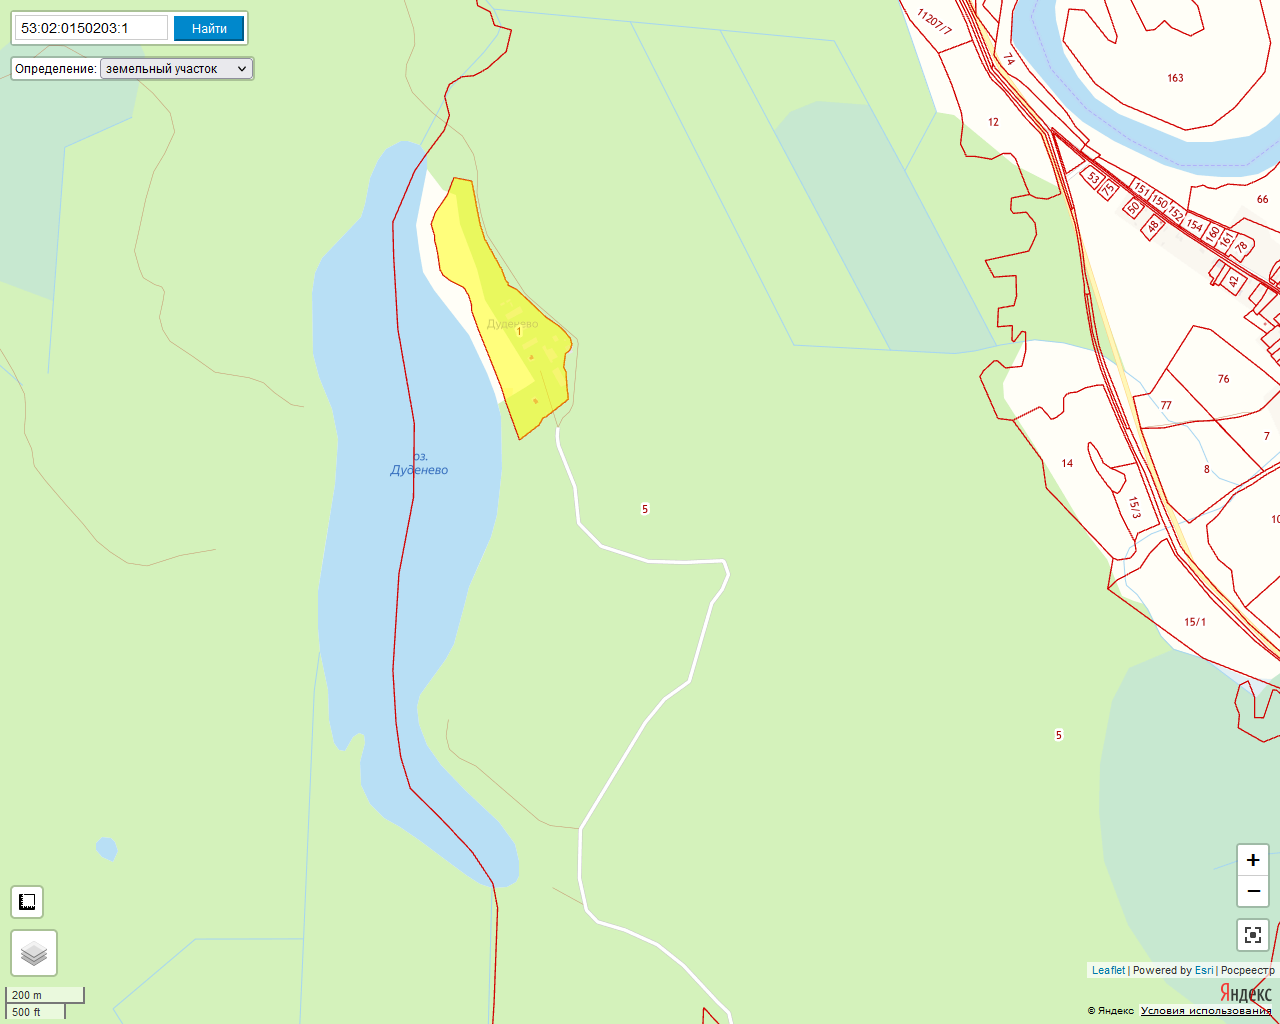 53:02:0150203:1
Найти
Определение:
земельный участок
11207/7
74
163
12
53
75
151
150
152
154
160
161
78
66
50
48
42
Дуденево
1
76
77
7
8
14
15/3
10
оз.
Дуденево
5
15/1
5
+
−
Leaflet | Powered by Esri | Росреестр
Яндекс
© Яндекс Условия использования
200 m
500 ft